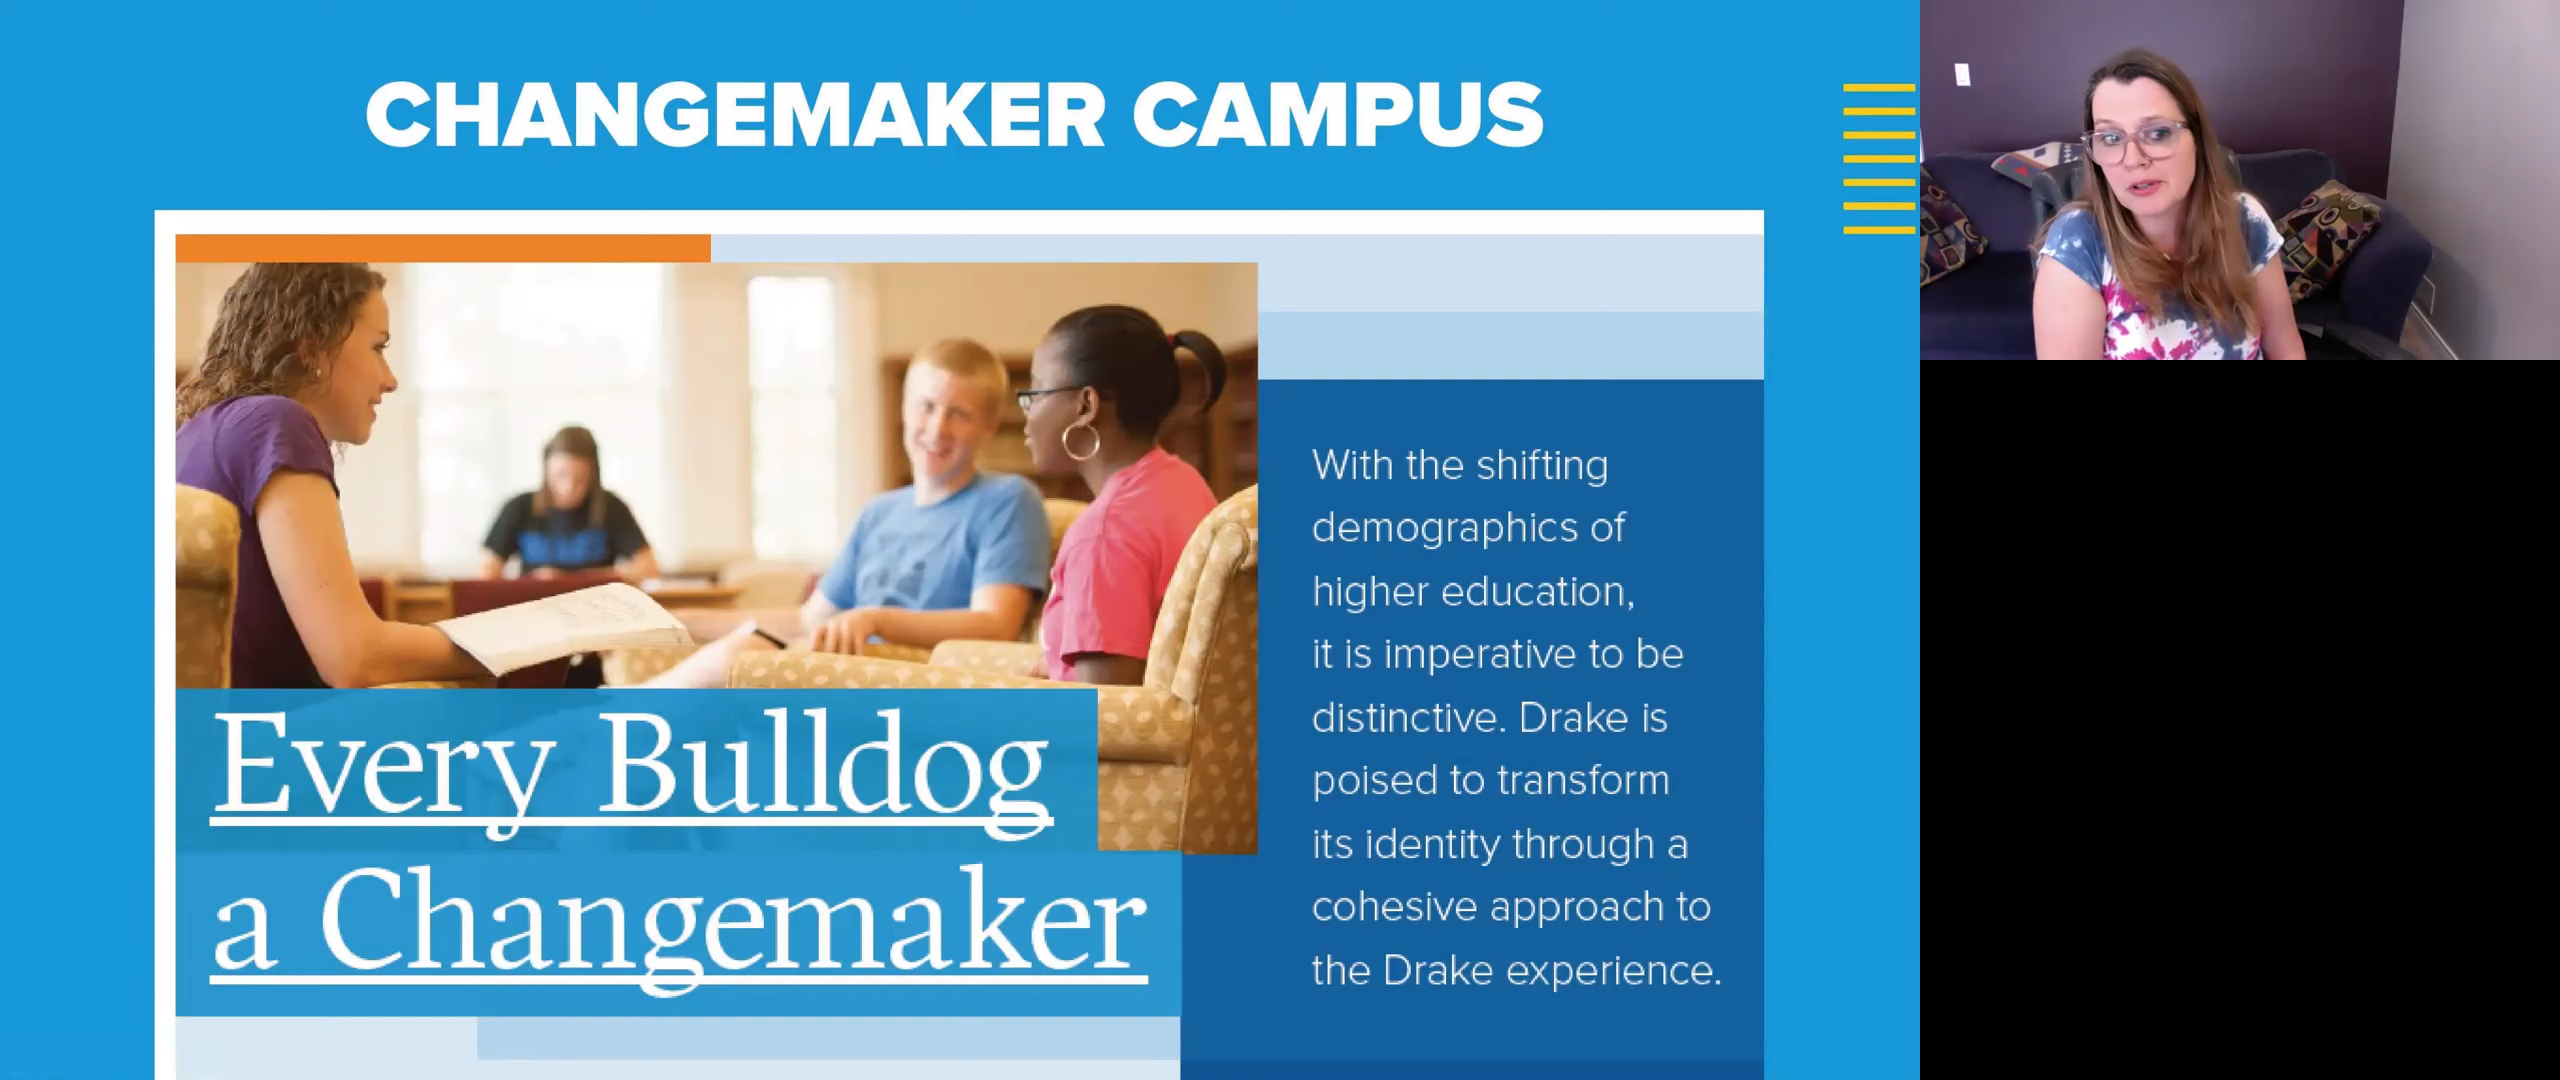 CHANGEMAKER CAMPUS
Every Bulldog
a Changemaker
With the shifting
demographics of
higher education,
it is imperative to be
distinctive. Drake is
poised to transform
its identity through a
cohesive approach to
the Drake experience.